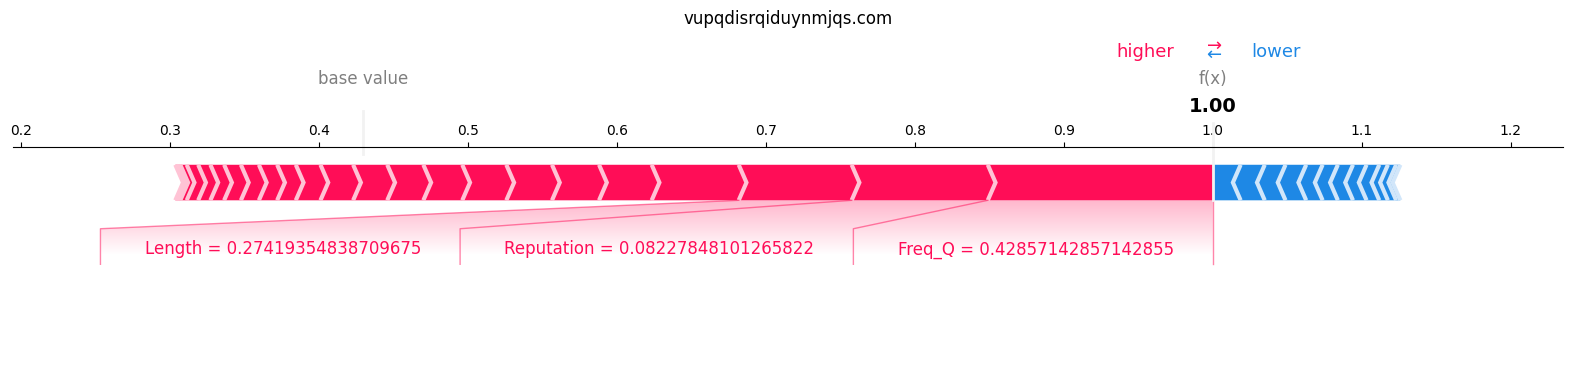 vupqdisrqiduynmjqs.com
higher ⇄ lower
base value f(x)
1.00
0.2 0.3 0.4 0.5 0.6 0.7 0.8 0.9 1.0 1.1 1.2
Length = 0.27419354838709675 Reputation = 0.08227848101265822 Freq_Q = 0.42857142857142855